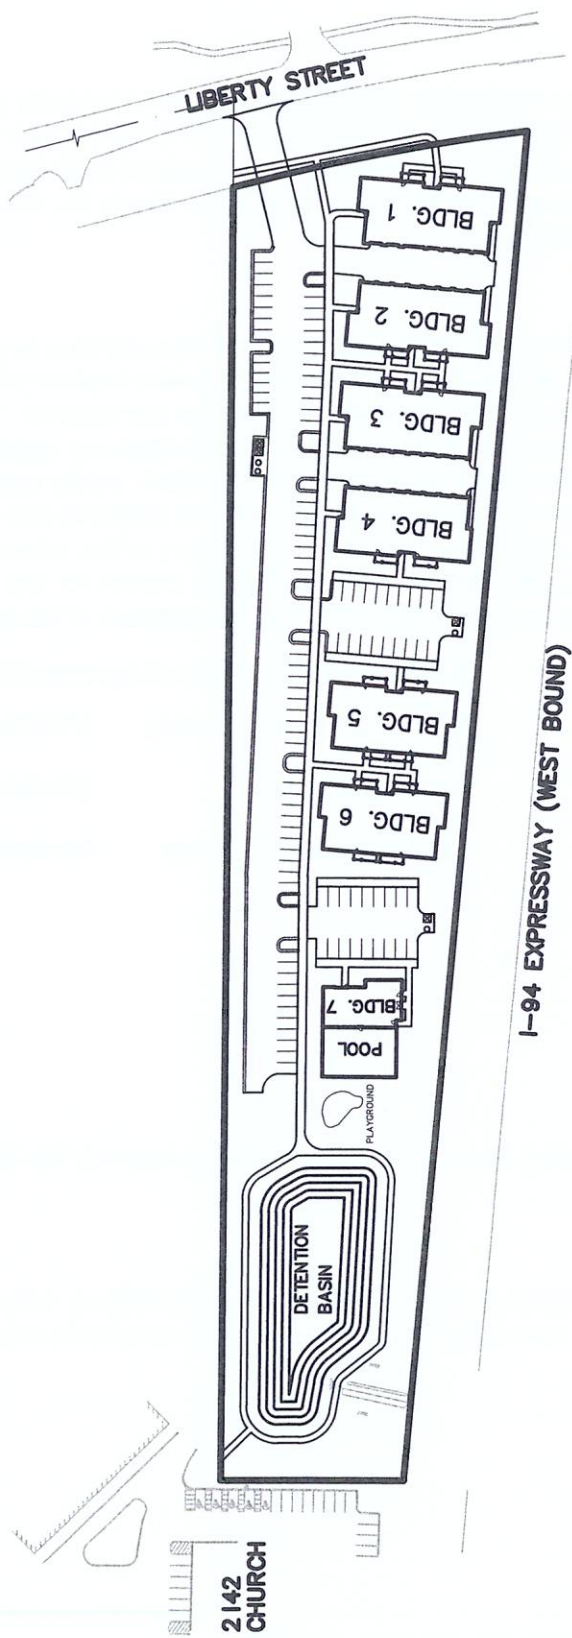 LIBERTY STREET
BLDG. 1
BLDG. 2
BLDG. 3
BLDG. 4
BLDG. 5
BLDG. 6
BLDG. 7
POOL
PLAYGROUND
I-94 EXPRESSWAY (WEST BOUND)
DETENTION
BASIN
2142
CHURCH